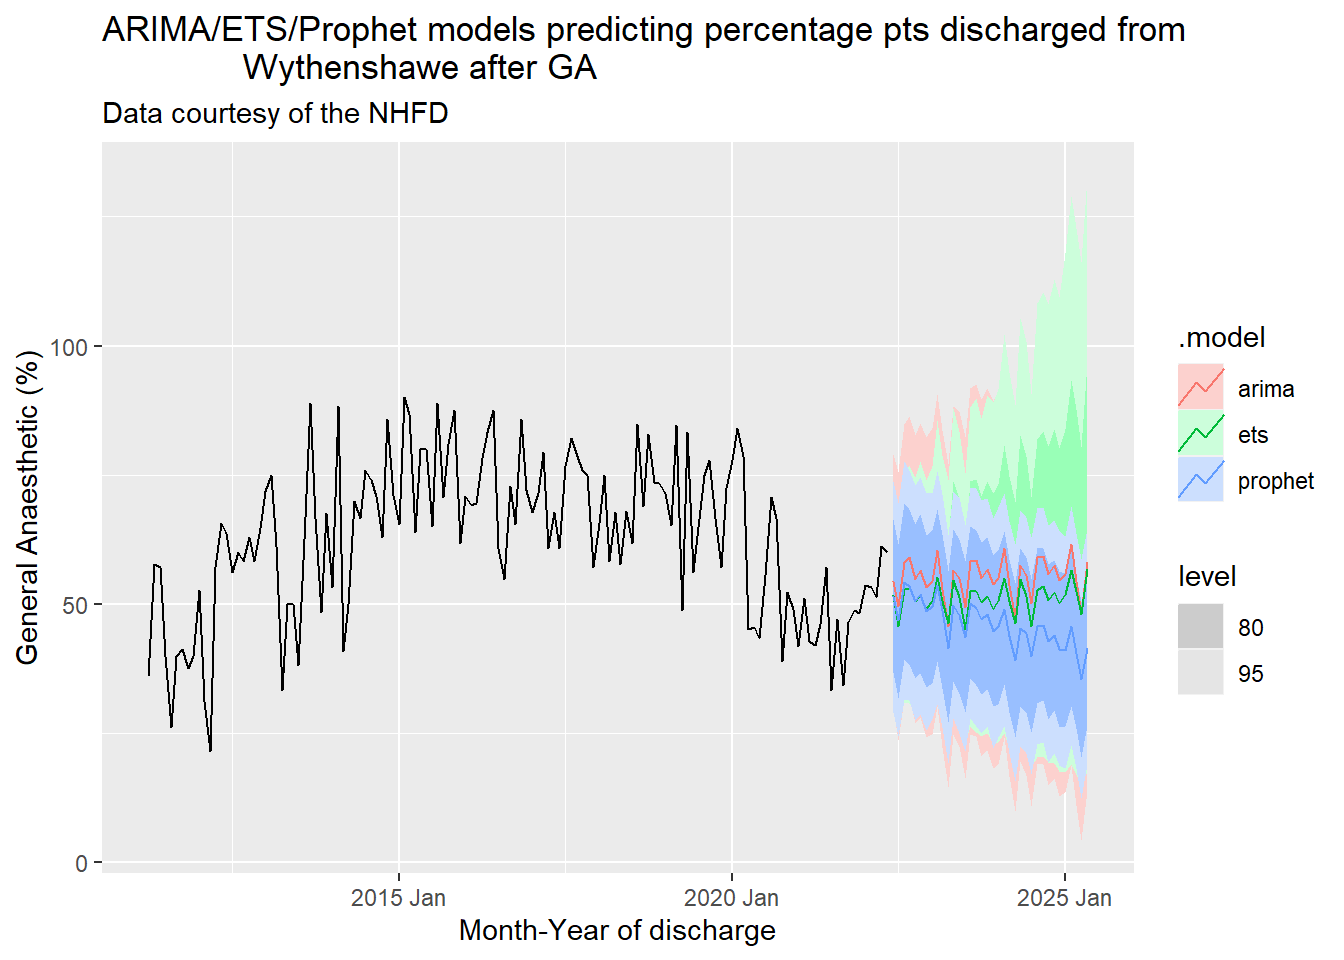 ARIMA/ETS/Prophet models predicting percentage pts discharged from
Wythenshawe after GA
Data courtesy of the NHFD
General Anaesthetic (%)
100
50
0
2015 Jan
2020 Jan
2025 Jan
Month-Year of discharge
.model
arima
ets
prophet
level
80
95